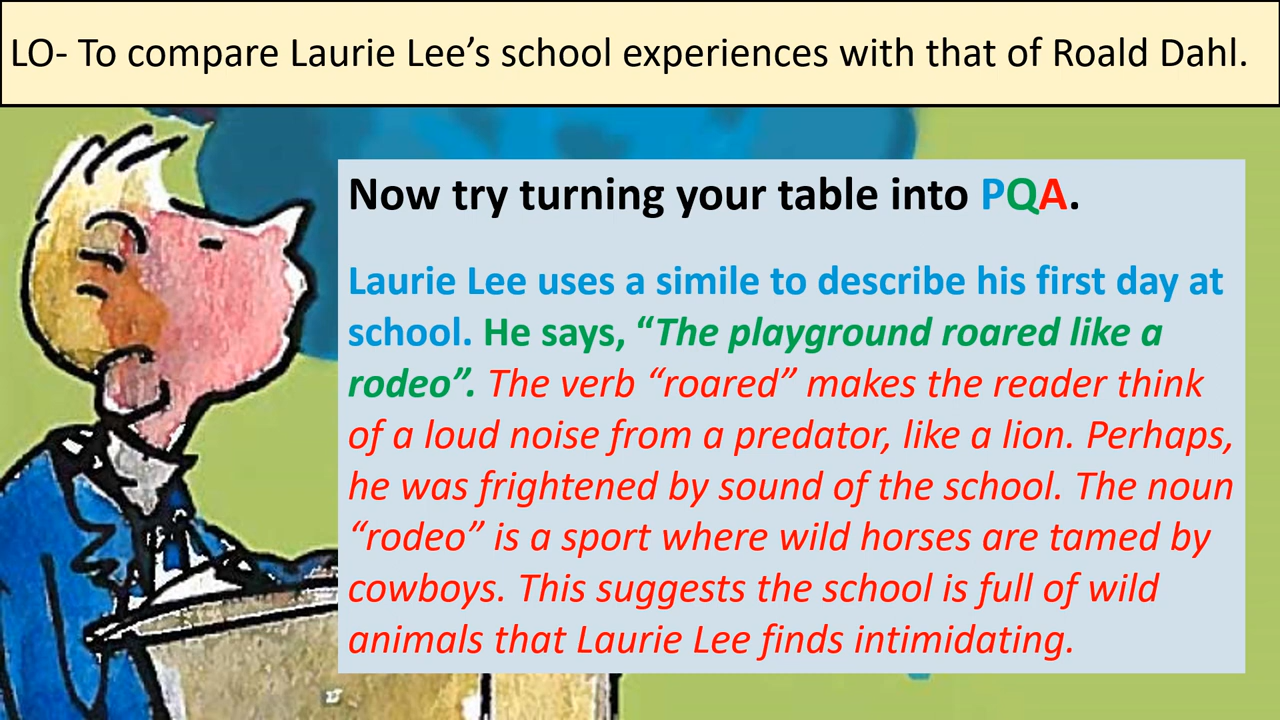 LO- To compare Laurie Lee’s school experiences with that of Roald Dahl.
Now try turning your table into PQA.
Laurie Lee uses a simile to describe his first day at
school. He says, “The playground roared like a
rodeo”. The verb “roared” makes the reader think
of a loud noise from a predator, like a lion. Perhaps,
he was frightened by sound of the school. The noun
“rodeo” is a sport where wild horses are tamed by
cowboys. This suggests the school is full of wild
animals that Laurie Lee finds intimidating.